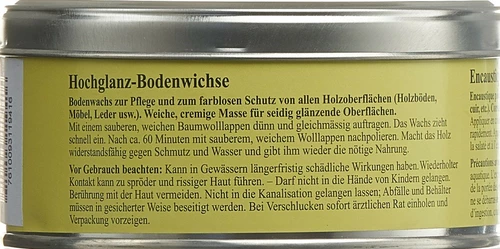 Hochglanz-Bodenwichse
Bodenwachs zur Pflege und zum farblosen Schutz von allen Holzoberflächen (Holzböden,
Möbel, Leder usw.). Weiche, cremige Masse für seidig glänzende Oberflächen.
Mit einem sauberen, weichen Baumwolllappen dünn und gleichmässig auftragen. Das Wachs zieht
schnell ein. Nach ca. 60 Minuten mit sauberem, weichem Wolllappen nachpolieren. Macht das Holz
widerstandsfähig gegen Schmutz und Wasser und gibt ihm wieder die nötige Nahrung.
Vor Gebrauch beachten: Kann in Gewässern längerfristig schädliche Wirkungen haben. Wiederholter
Kontakt kann zu spröder und rissiger Haut führen. – Darf nicht in die Hände von Kindern gelangen.
Berührung mit der Haut vermeiden. Nicht in die Kanalisation gelangen lassen; Abfälle und Behälter
müssen in gesicherter Weise beseitigt werden. Bei Verschlucken sofort ärztlichen Rat einholen und
Verpackung vorzeigen.
Encaustique